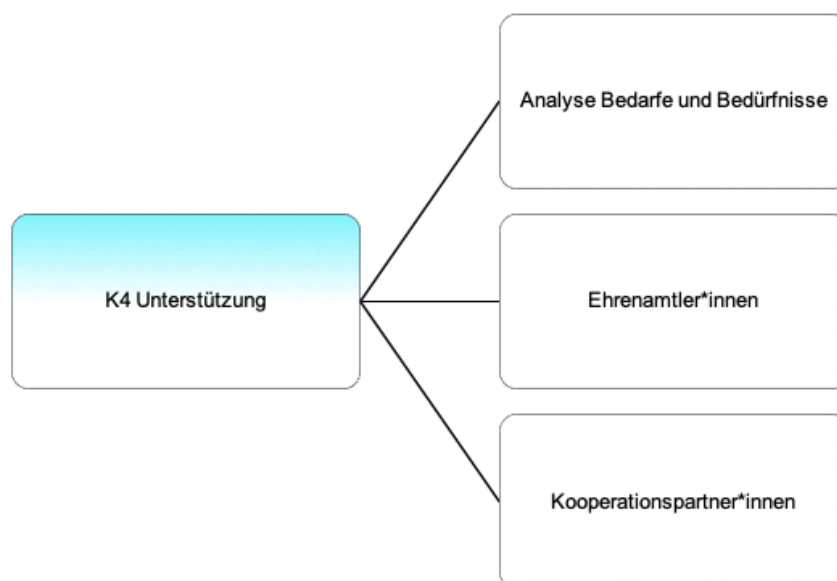 Analyse Bedarfe und Bedürfnisse
K4 Unterstützung
Ehrenamtler*innen
Kooperationspartner*innen